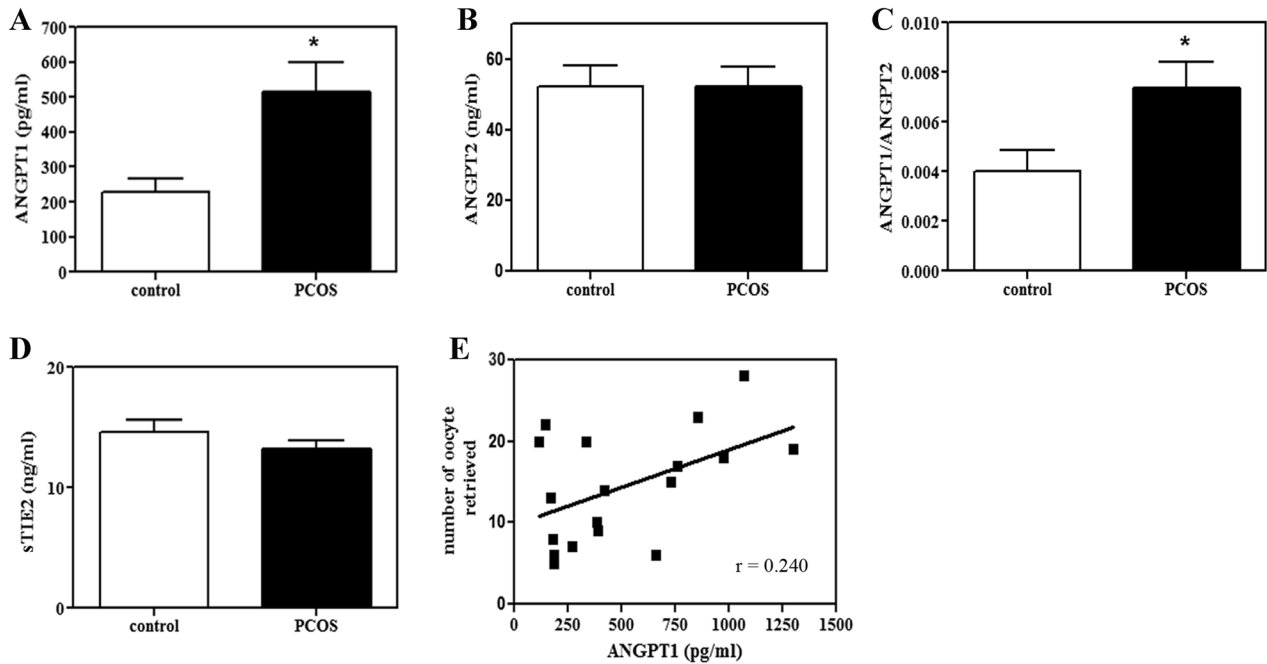 A
ANGPT1 (pg/ml)
700
600
500
400
300
200
100
0
*
control
PCOS
B
ANGPT2 (ng/ml)
60
40
20
0
control
PCOS
C
ANGPT1/ANGPT2
0.010
0.008
0.006
0.004
0.002
0.000
*
control
PCOS
D
sTIE2 (ng/ml)
20
10
0
control
PCOS
E
number of oocyte
retrieved
30
20
10
0
r = 0.240
0 250 500 750 1000 1250 1500
ANGPT1 (pg/ml)